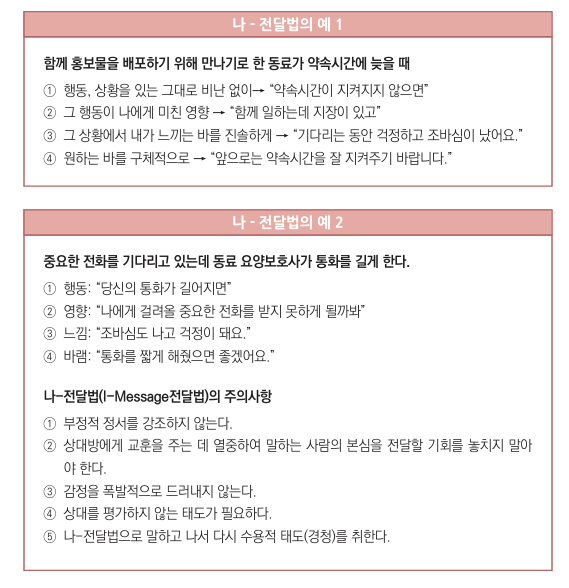 나 - 전달법의 예 1
함께 홍보물을 배포하기 위해 만나기로 한 동료가 약속시간에 늦을 때
① 행동, 상황을 있는 그대로 비난 없이→ “약속시간이 지켜지지 않으면”
② 그 행동이 나에게 미친 영향 → “함께 일하는데 지장이 있고”
③ 그 상황에서 내가 느끼는 바를 진솔하게 → “기다리는 동안 걱정하고 조바심이 났어요.”
④ 원하는 바를 구체적으로 → “앞으로는 약속시간을 잘 지켜주기 바랍니다.”
나 - 전달법의 예 2
중요한 전화를 기다리고 있는데 동료 요양보호사가 통화를 길게 한다.
① 행동: “당신의 통화가 길어지면”
② 영향: “나에게 걸려올 중요한 전화를 받지 못하게 될까봐”
③ 느낌: “조바심도 나고 걱정이 돼요.”
④ 바램: “통화를 짧게 해줬으면 좋겠어요.”
나-전달법(I-Message전달법)의 주의사항
① 부정적 정서를 강조하지 않는다.
② 상대방에게 교훈을 주는 데 열중하여 말하는 사람의 본심을 전달할 기회를 놓치지 말아
야 한다.
③ 감정을 폭발적으로 드러내지 않는다.
④ 상대를 평가하지 않는 태도가 필요하다.
⑤ 나-전달법으로 말하고 나서 다시 수용적 태도(경청)를 취한다.